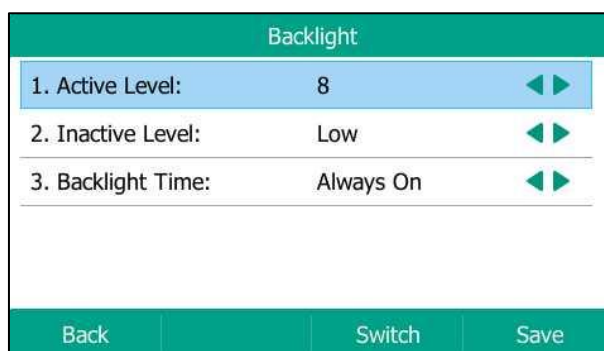 Backlight
1. Active Level: 8
2. Inactive Level: Low
3. Backlight Time: Always On
Back Switch Save